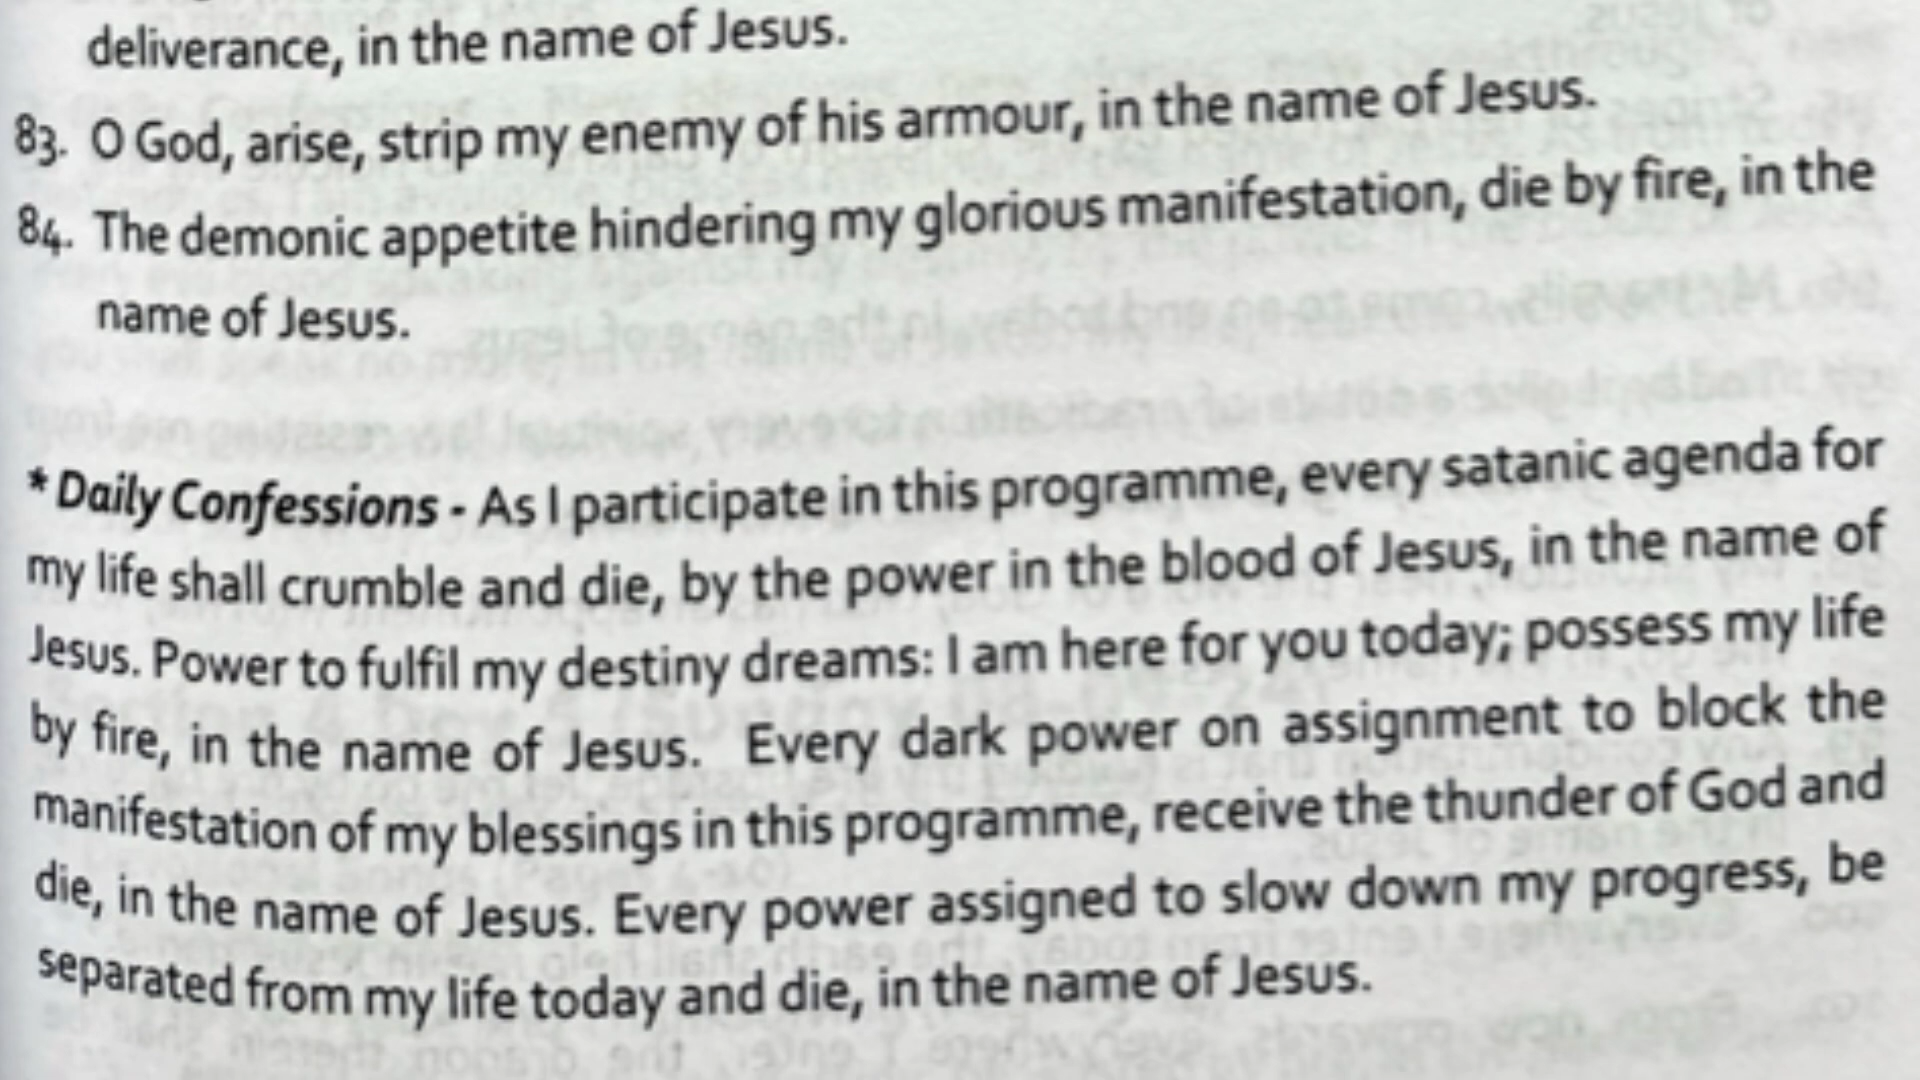 deliverance, in the name of Jesus.
83. O God, arise, strip my enemy of his armour, in the name of Jesus.
84. The demonic appetite hindering my glorious manifestation, die by fire, in the
name of Jesus.
* Daily Confessions - As I participate in this programme, every satanic agenda for
my life shall crumble and die, by the power in the blood of Jesus, in the name of
Jesus. Power to fulfil my destiny dreams: I am here for you today; possess my life
by fire, in the name of Jesus. Every dark power on assignment to block the
manifestation of my blessings in this programme, receive the thunder of God and
die, in the name of Jesus. Every power assigned to slow down my progress, be
separated from my life today and die, in the name of Jesus.